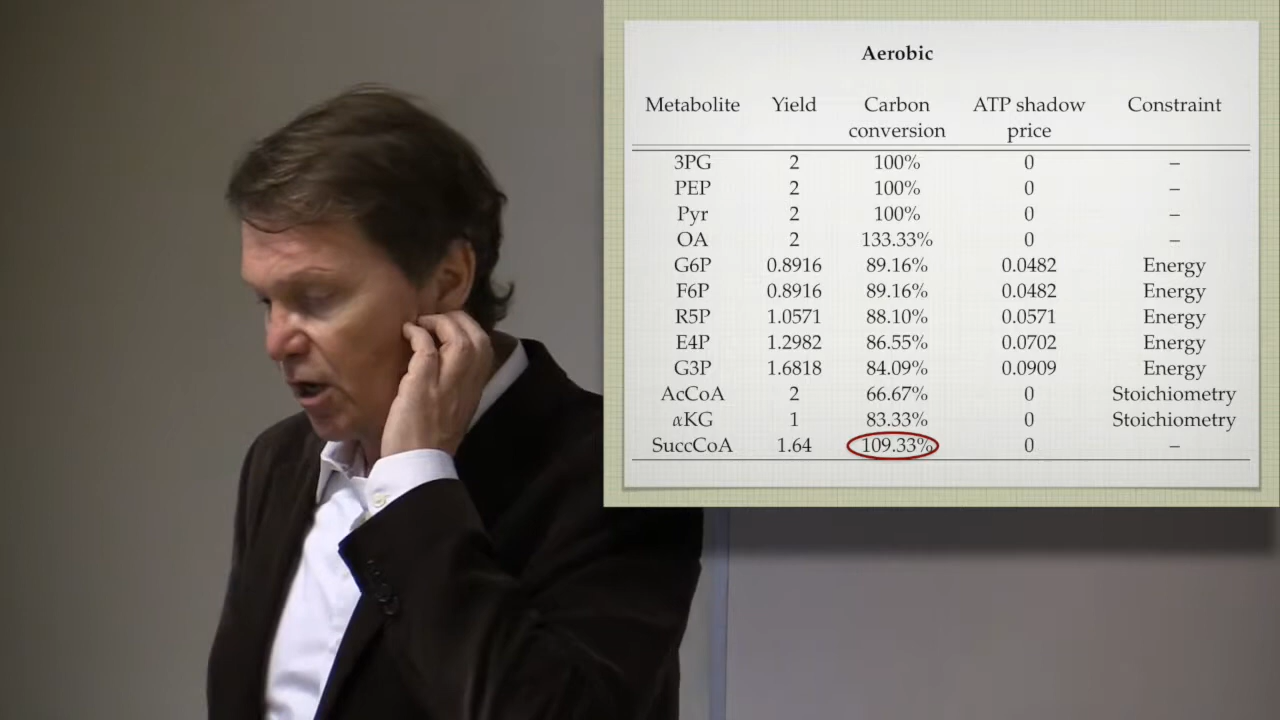 Aerobic
Metabolite Yield Carbon conversion ATP shadow price Constraint
3PG 2 100% 0 –
PEP 2 100% 0 –
Pyr 2 100% 0 –
OA 2 133.33% 0 –
G6P 0.8916 89.16% 0.0482 Energy
F6P 0.8916 89.16% 0.0482 Energy
R5P 1.0571 88.10% 0.0571 Energy
E4P 1.2982 86.55% 0.0702 Energy
G3P 1.6818 84.09% 0.0909 Energy
AcCoA 2 66.67% 0 Stoichiometry
αKG 1 83.33% 0 Stoichiometry
SuccCoA 1.64 109.33% 0 –